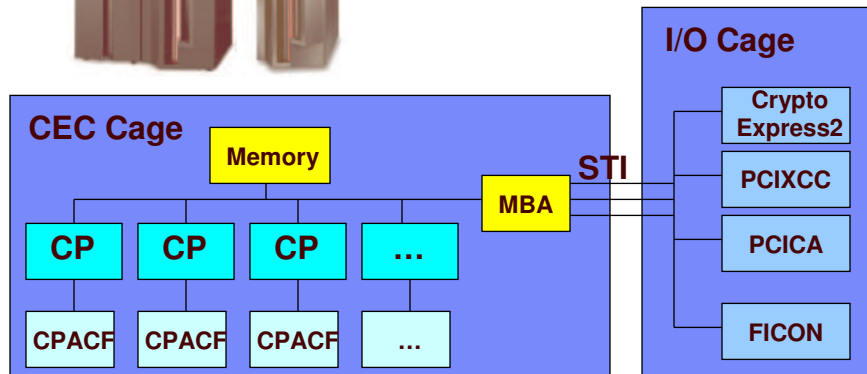 I/O Cage
Crypto
Express2
PCIXCC
PCICA
FICON
CEC Cage
Memory
STI
MBA
CP CP CP ...
CPACF CPACF CPACF ...